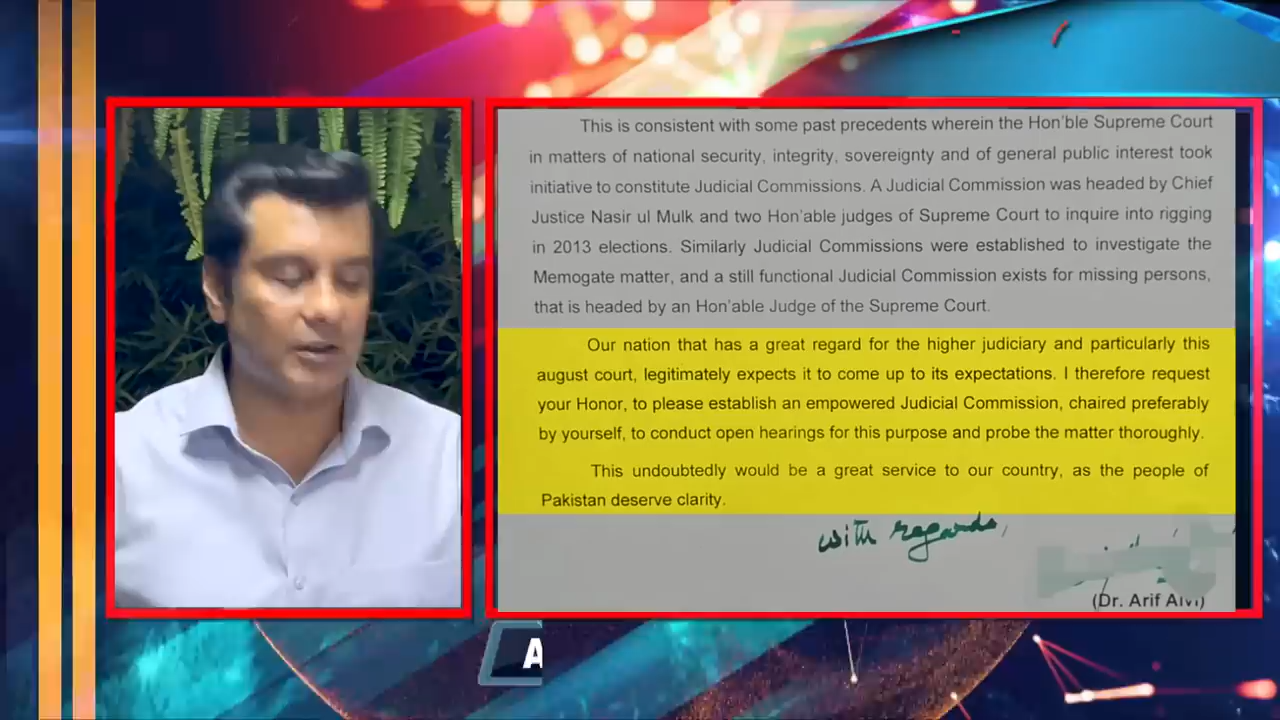 This is consistent with some past precedents wherein the Hon'ble Supreme Court
in matters of national security, integrity, sovereignty and of general public interest took
initiative to constitute Judicial Commissions. A Judicial Commission was headed by Chief
Justice Nasir ul Mulk and two Hon'able judges of Supreme Court to inquire into rigging
in 2013 elections. Similarly Judicial Commissions were established to investigate the
Memogate matter, and a still functional Judicial Commission exists for missing persons,
that is headed by an Hon'able Judge of the Supreme Court.
Our nation that has a great regard for the higher judiciary and particularly this
august court, legitimately expects it to come up to its expectations. I therefore request
your Honor, to please establish an empowered Judicial Commission, chaired preferably
by yourself, to conduct open hearings for this purpose and probe the matter thoroughly.
This undoubtedly would be a great service to our country, as the people of
Pakistan deserve clarity.
with regards,
(Dr. Arif Alvi)
A